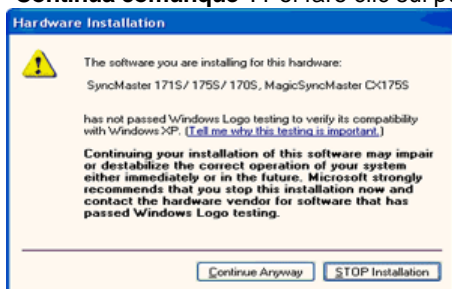 "Continua comunque".
Hardware Installation
The software you are installing for this hardware:
SyncMaster 171S/ 175S/ 170S, MagicSyncMaster CX175S
has not passed Windows Logo testing to verify its compatibility
with Windows XP. (Tell me why this testing is important.)
Continuing your installation of this software may impair
or destabilize the correct operation of your system
either immediately or in the future. Microsoft strongly
recommends that you stop this installation now and
contact the hardware vendor for software that has
passed Windows Logo testing.
Continue Anyway
STOP Installation